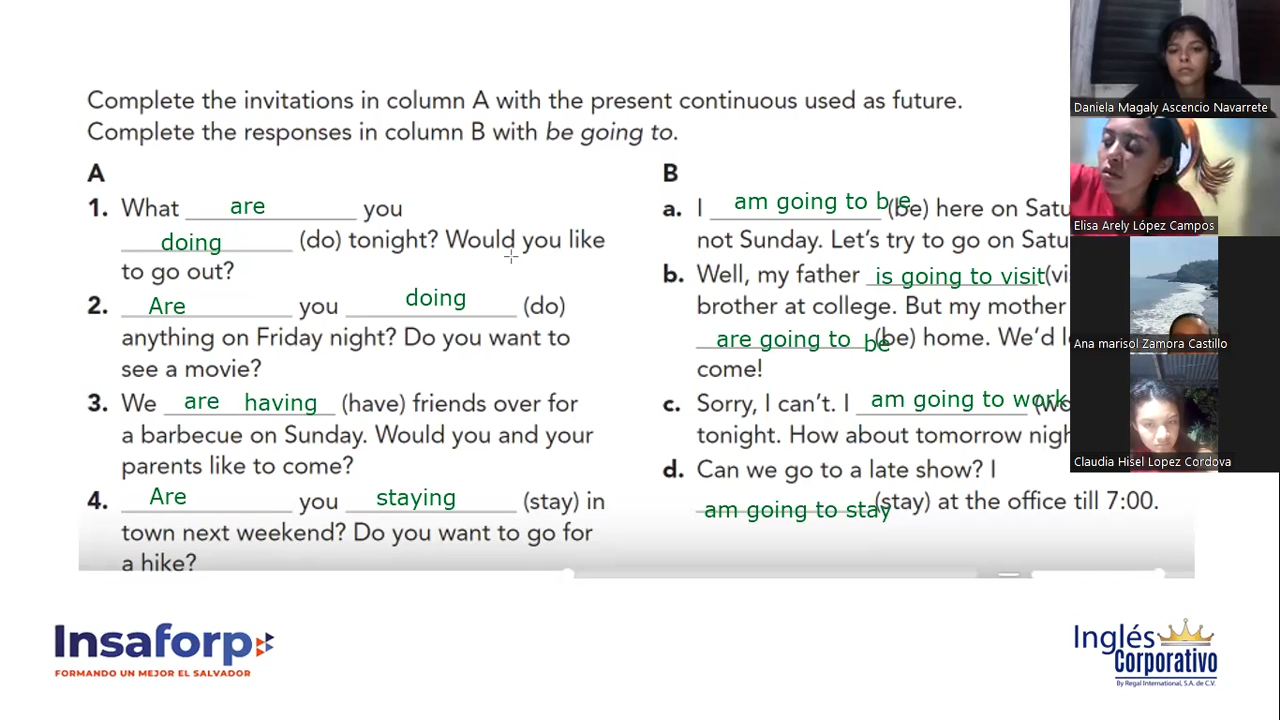 Complete the invitations in column A with the present continuous used as future.
Complete the responses in column B with be going to.
A
1. What are you
doing (do) tonight? Would you like
to go out?
2. Are you doing (do)
anything on Friday night? Do you want to
see a movie?
3. We are having (have) friends over for
a barbecue on Sunday. Would you and your
parents like to come?
4. Are you staying (stay) in
town next weekend? Do you want to go for
a hike?
B
a. I am going to be (be) here on Satu
not Sunday. Let's try to go on Satu
b. Well, my father is going to visit (vi
brother at college. But my mother
are going to be (be) home. We'd l
come!
c. Sorry, I can't. I am going to work (wo
tonight. How about tomorrow nigh
d. Can we go to a late show? I
am going to stay (stay) at the office till 7:00.
Daniela Magaly Ascencio Navarrete
Elisa Arely López Campos
Ana marisol Zamora Castillo
Claudia Hisel Lopez Cordova
Insaforp
FORMANDO UN MEJOR EL SALVADOR
Inglés
Corporativo
By Regal International, S.A. de C.V.